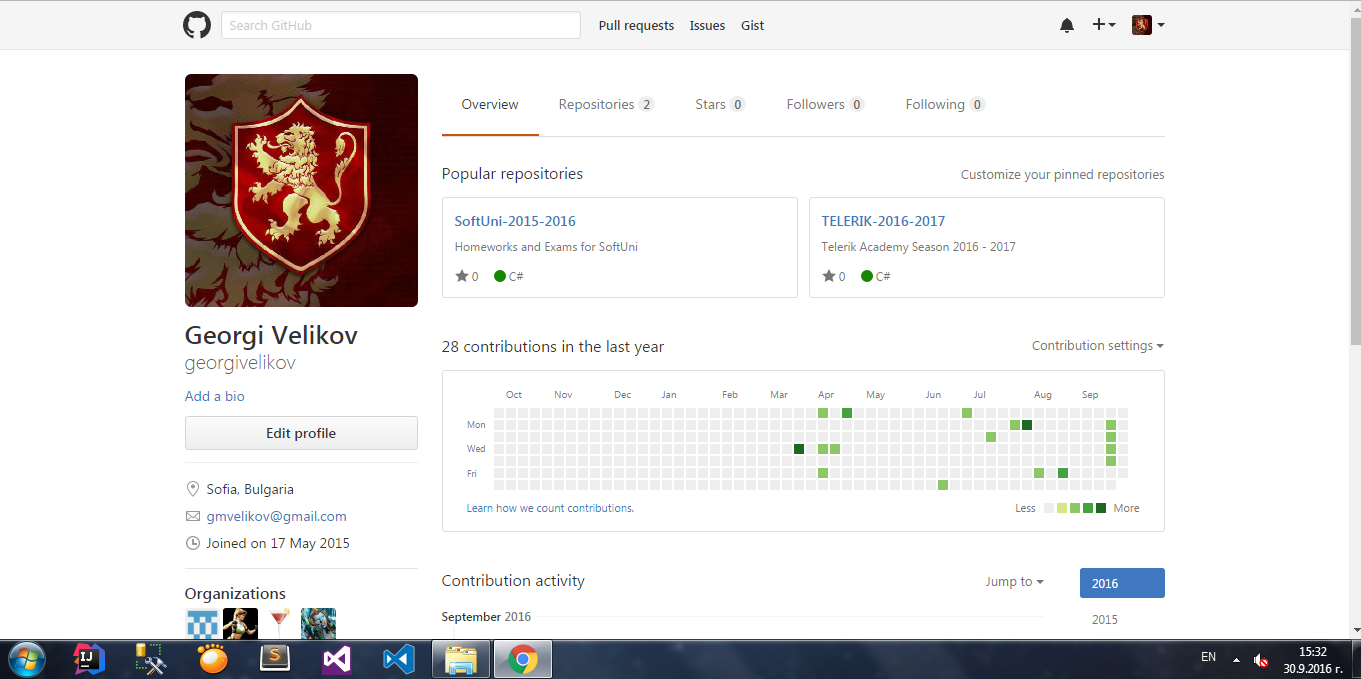 Search GitHub Pull requests Issues Gist
Overview Repositories 2 Stars 0 Followers 0 Following 0
Popular repositories Customize your pinned repositories
SoftUni-2015-2016
Homeworks and Exams for SoftUni
0 C#
TELERIK-2016-2017
Telerik Academy Season 2016 - 2017
0 C#
Georgi Velikov
georgivelikov
Add a bio
Edit profile
Sofia, Bulgaria
gmvelikov@gmail.com
Joined on 17 May 2015
Organizations
28 contributions in the last year Contribution settings
Oct Nov Dec Jan Feb Mar Apr May Jun Jul Aug Sep
Mon
Wed
Fri
Learn how we count contributions. Less More
Contribution activity Jump to 2016
September 2016 2015
IJ S EN 15:32
30.9.2016 г.